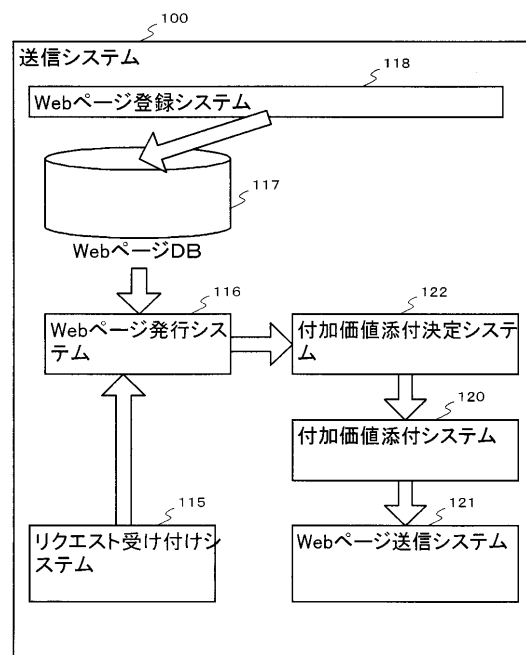 100
送信システム
118
Webページ登録システム
117
WebページDB
116
Webページ発行シス
テム
122
付加価値添付決定システ
ム
120
付加価値添付システム
115
リクエスト受け付けシ
ステム
121
Webページ送信システム